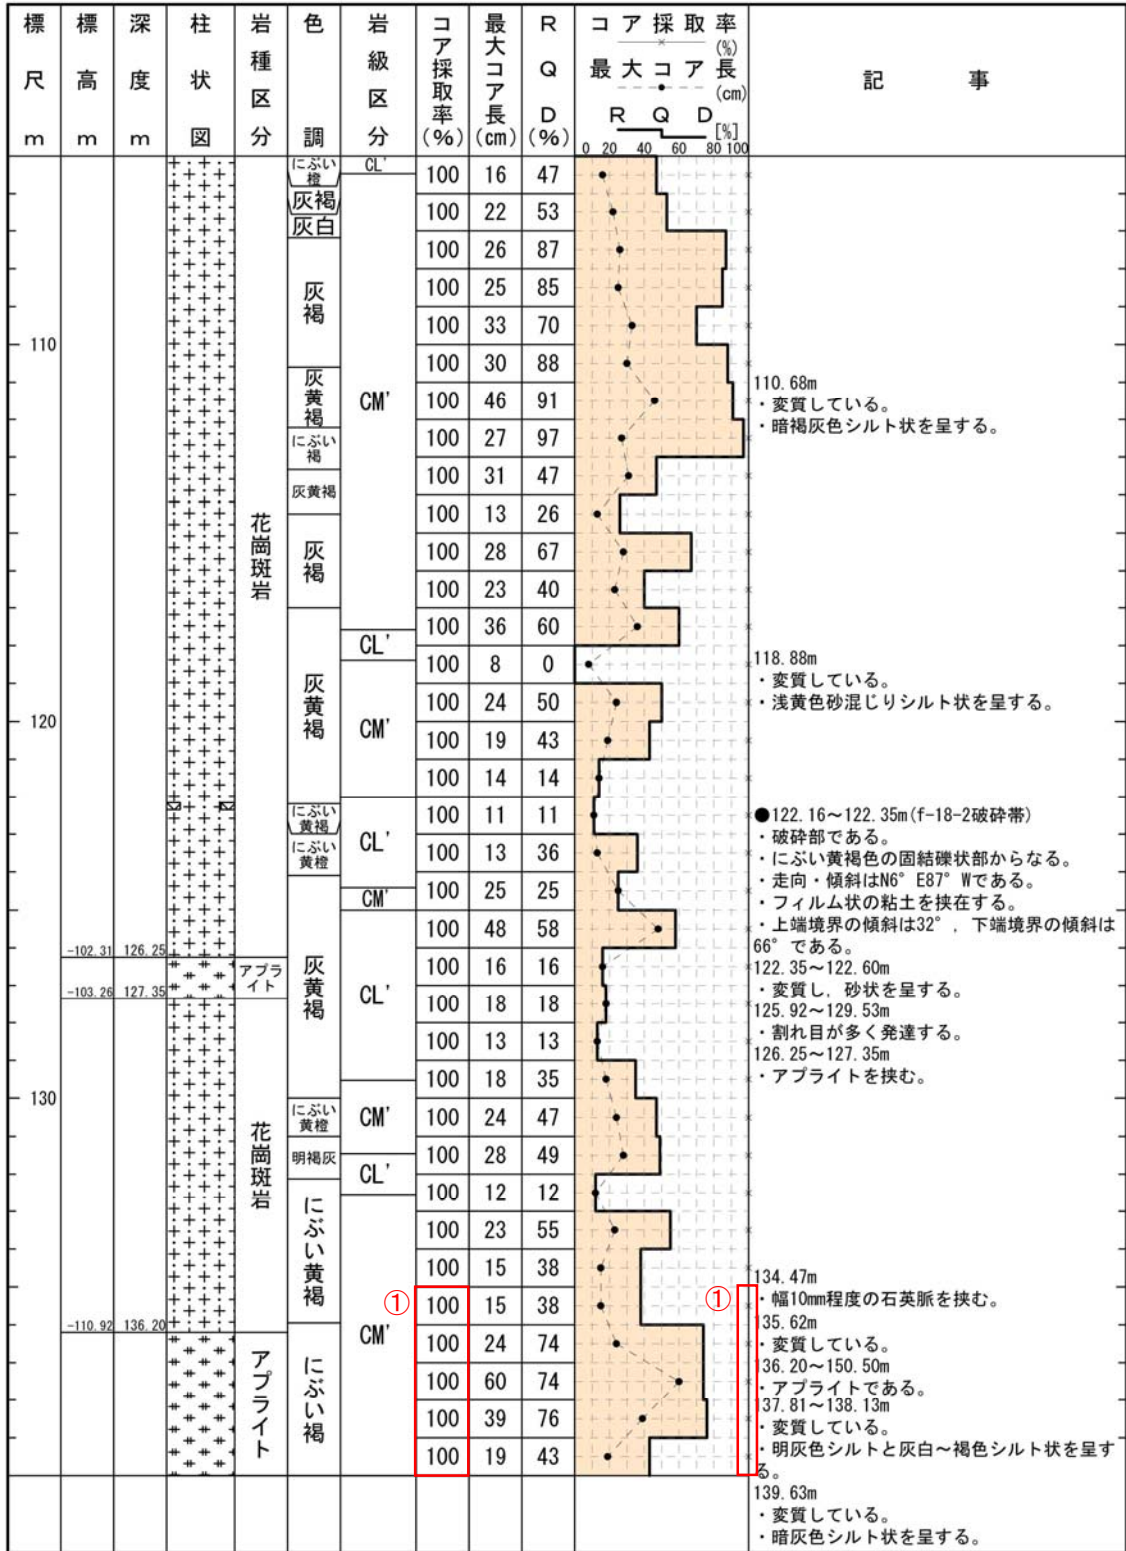 標尺m
標高m
深度m
柱状図
岩種区分
色調
岩級区分
コア採取率(%)
最大コア長(cm)
RQD(%)
コア採取率(%)
最大コア長(cm)
RQD[%]
0 20 40 60 80 100
記事
110
120
130
-102.31 126.25
-103.26 127.35
-110.92 136.20
花崗斑岩
アプライト
花崗斑岩
アプライト
にぶい橙
灰褐
灰白
灰褐
灰黄褐
にぶい褐
灰黄褐
灰褐
灰黄褐
にぶい黄褐
にぶい黄橙
灰黄褐
にぶい黄橙
明褐灰
にぶい黄褐
にぶい褐
CL'
CM'
CL'
CM'
CL'
CM'
CL'
CM'
CL'
CM'
100 16 47
100 22 53
100 26 87
100 25 85
100 33 70
100 30 88
100 46 91
100 27 97
100 31 47
100 13 26
100 28 67
100 23 40
100 36 60
100 8 0
100 24 50
100 19 43
100 14 14
100 11 11
100 13 36
100 25 25
100 48 58
100 16 16
100 18 18
100 13 13
100 18 35
100 24 47
100 28 49
100 12 12
100 23 55
100 15 38
① 100 15 38 ①
100 24 74
100 60 74
100 39 76
100 19 43
110.68m
・変質している。
・暗褐灰色シルト状を呈する。
118.88m
・変質している。
・浅黄色砂混じりシルト状を呈する。
●122.16～122.35m(f-18-2破砕帯)
・破砕部である。
・にぶい黄褐色の固結礫状部からなる。
・走向・傾斜はN6°E87°Wである。
・フィルム状の粘土を挟在する。
・上端境界の傾斜は32°，下端境界の傾斜は
66°である。
122.35～122.60m
・変質し，砂状を呈する。
125.92～129.53m
・割れ目が多く発達する。
126.25～127.35m
・アプライトを挟む。
134.47m
・幅10mm程度の石英脈を挟む。
135.62m
・変質している。
136.20～150.50m
・アプライトである。
137.81～138.13m
・変質している。
・明灰色シルトと灰白～褐色シルト状を呈す
る。
139.63m
・変質している。
・暗灰色シルト状を呈する。